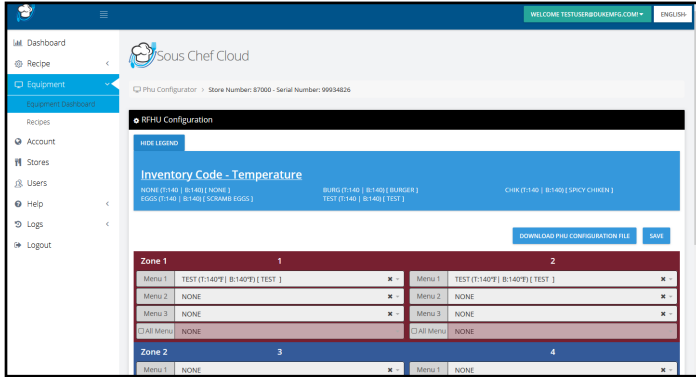 WELCOME TESTUSER@DUKEMFG.COM!
ENGLISH
Dashboard
Recipe
Equipment
Equipment Dashboard
Recipes
Account
Stores
Users
Help
Logs
Logout
Sous Chef Cloud
Phu Configurator > Store Number: 87000 - Serial Number: 99934826
RFHU Configuration
HIDE LEGEND
Inventory Code - Temperature
NONE (T:140 | B:140) [ NONE ] BURG (T:140 | B:140) [ BURGER ] CHIK (T:140 | B:140) [ SPICY CHIKEN ]
EGGS (T:140 | B:140) [ SCRAMB EGGS ] TEST (T:140 | B:140) [ TEST ]
DOWNLOAD PHU CONFIGURATION FILE SAVE
Zone 1 1 2
Menu 1 TEST (T:140°F| B:140°F) [ TEST ] Menu 1 TEST (T:140°F| B:140°F) [ TEST ]
Menu 2 NONE Menu 2 NONE
Menu 3 NONE Menu 3 NONE
All Menu NONE All Menu NONE
Zone 2 3 4
Menu 1 NONE Menu 1 NONE